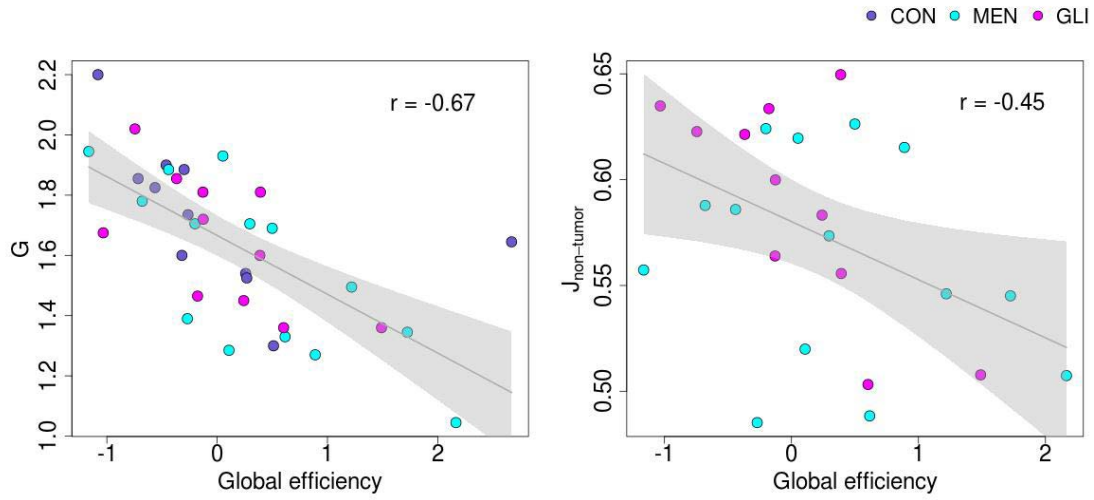 CON MEN GLI
2.2
2.0
1.8
1.6
1.4
1.2
1.0
G
r = -0.67
-1 0 1 2
Global efficiency
0.65
0.60
0.55
0.50
Jnon−tumor
r = -0.45
-1 0 1 2
Global efficiency